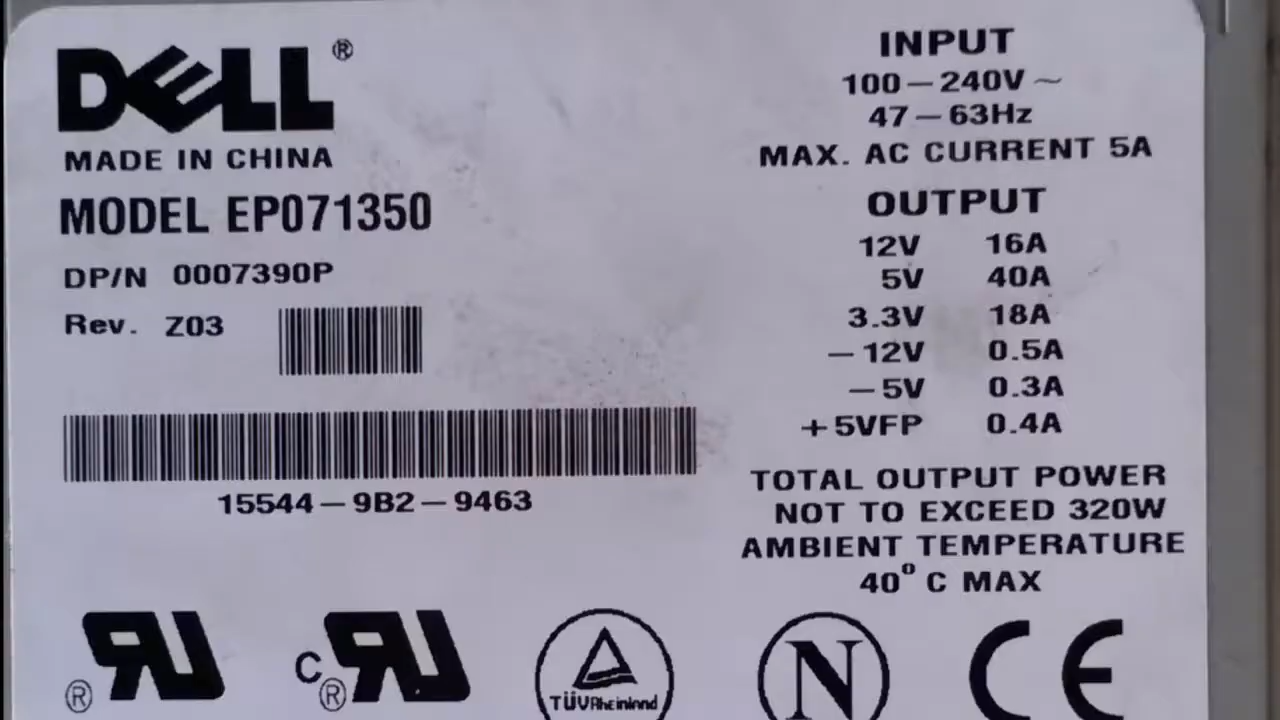 DELL®
MADE IN CHINA
MODEL EP071350
DP/N 0007390P
Rev. Z03
15544-9B2-9463
INPUT
100-240V~
47-63Hz
MAX. AC CURRENT 5A
OUTPUT
12V 16A
5V 40A
3.3V 18A
-12V 0.5A
-5V 0.3A
+5VFP 0.4A
TOTAL OUTPUT POWER
NOT TO EXCEED 320W
AMBIENT TEMPERATURE
40° C MAX
®
C ®
TÜVRheinland
N
CE